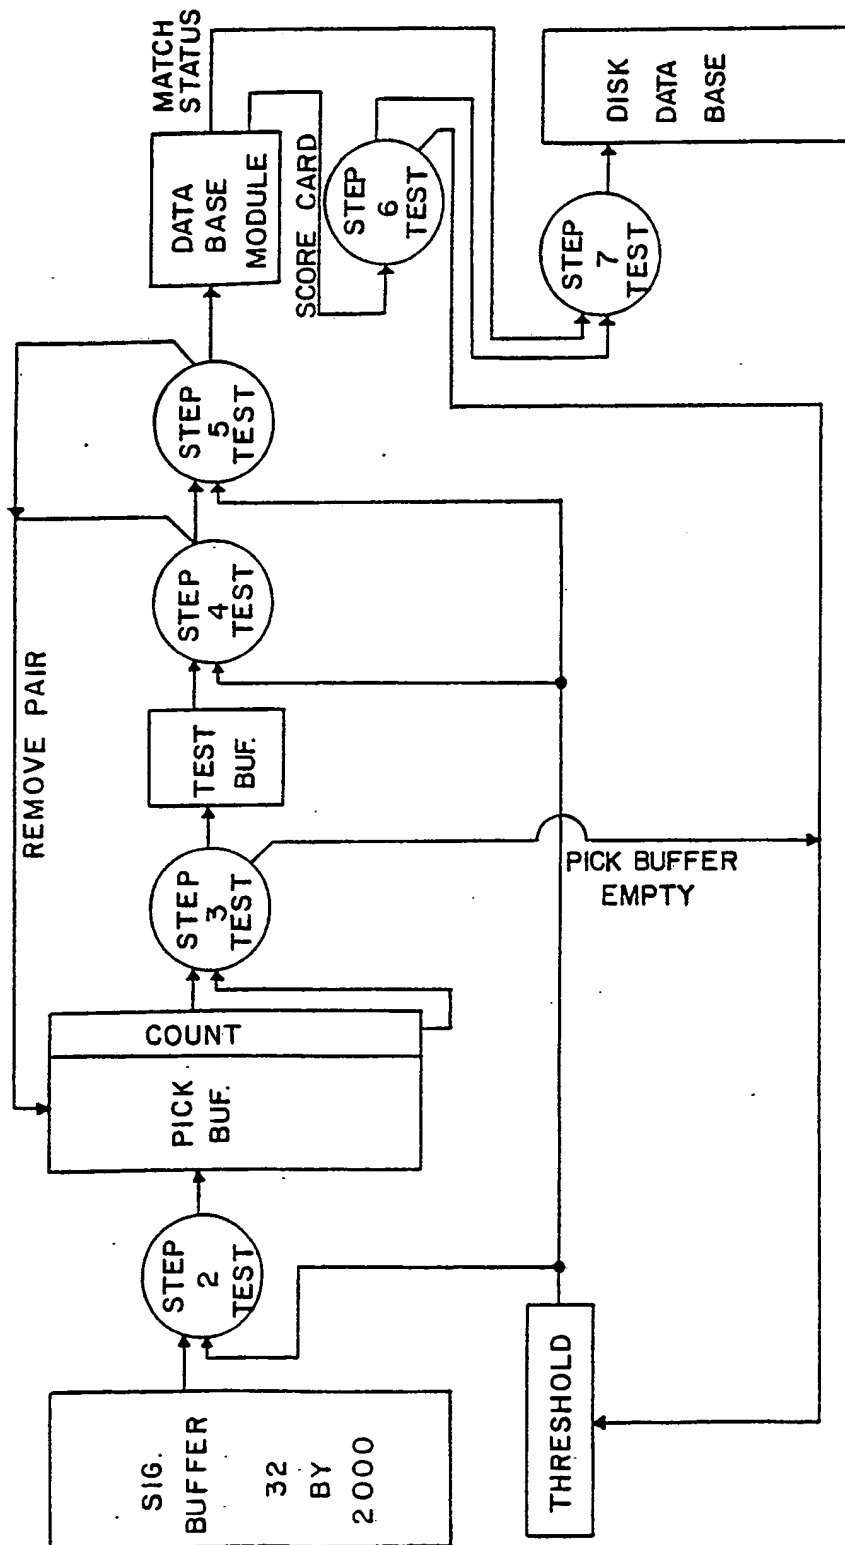 SIG.
BUFFER
32
BY
2000
STEP
2
TEST
PICK
BUF.
COUNT
STEP
3
TEST
TEST
BUF.
STEP
4
TEST
STEP
5
TEST
DATA
BASE
MODULE
MATCH
STATUS
REMOVE PAIR
SCORE CARD
STEP
6
TEST
STEP
7
TEST
DISK
DATA
BASE
PICK BUFFER
EMPTY
THRESHOLD